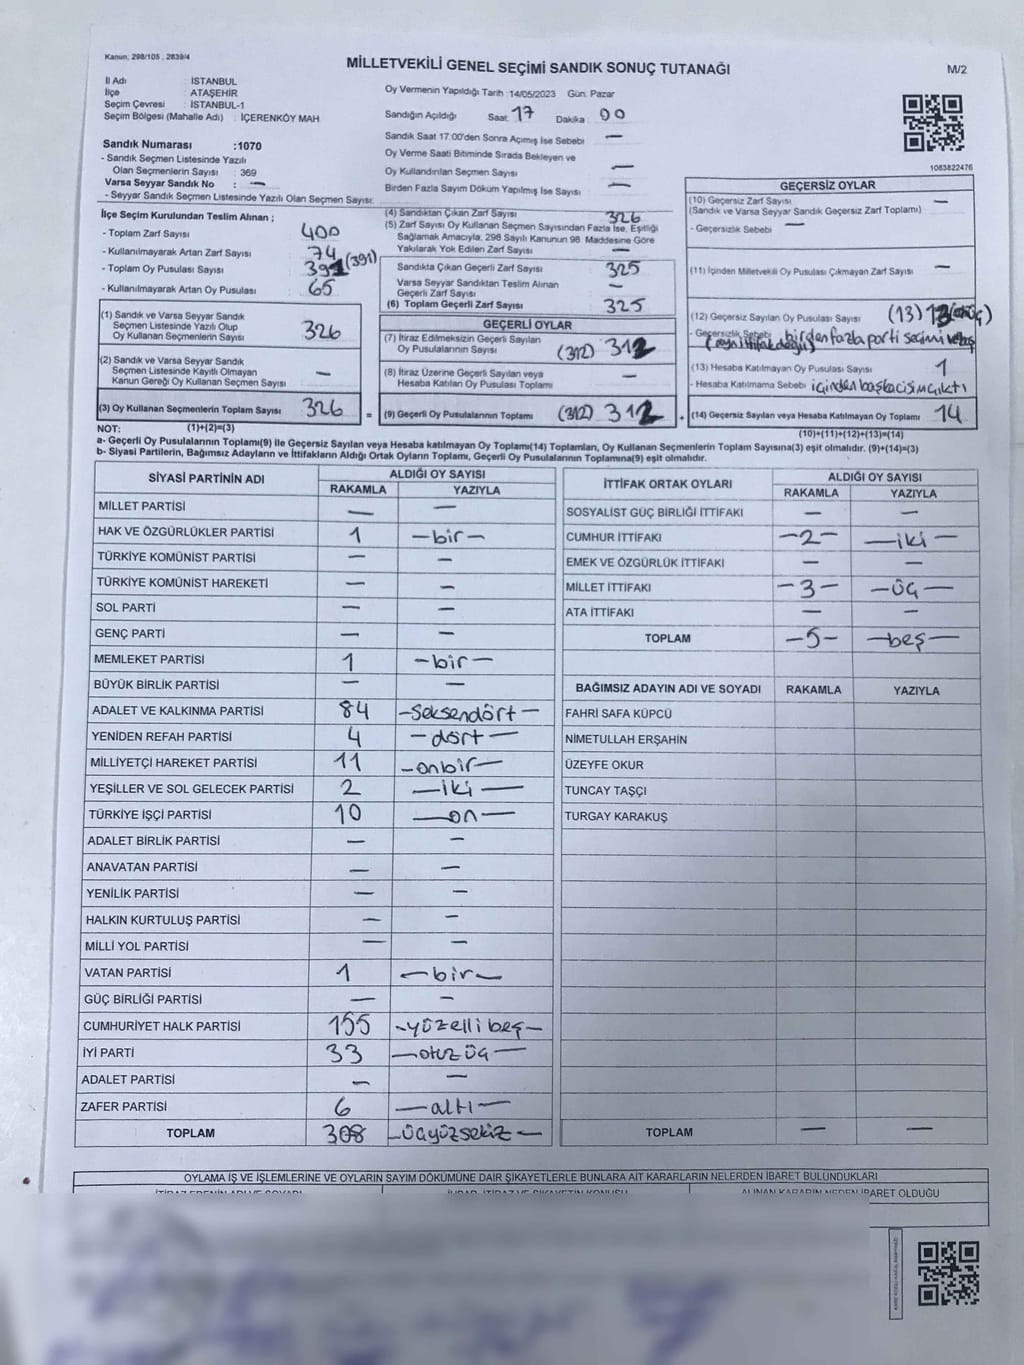 Kanun; 298/105 , 2839/4
MİLLETVEKİLİ GENEL SEÇİMİ SANDIK SONUÇ TUTANAĞI
M/2
İl Adı : İSTANBUL
İlçe : ATAŞEHİR
Seçim Çevresi : İSTANBUL-1
Seçim Bölgesi (Mahalle Adı) : İÇERENKÖY MAH
Sandık Numarası :1070
- Sandık Seçmen Listesinde Yazılı
Olan Seçmenlerin Sayısı : 369
Varsa Seyyar Sandık No : —
- Seyyar Sandık Seçmen Listesinde Yazılı Olan Seçmen Sayısı:
Oy Vermenin Yapıldığı Tarih :14/05/2023 Gün: Pazar
Sandığın Açıldığı Saat: 17 Dakika : 00
Sandık Saat 17:00'den Sonra Açımış İse Sebebi —
Oy Verme Saati Bitiminde Sırada Bekleyen ve
Oy Kullandırılan Seçmen Sayısı —
Birden Fazla Sayım Döküm Yapılmış İse Sayısı —
1083822476
İlçe Seçim Kurulundan Teslim Alınan ;
- Toplam Zarf Sayısı 400
- Kullanılmayarak Artan Zarf Sayısı 74
- Toplam Oy Pusulası Sayısı 391 (391)
- Kullanılmayarak Artan Oy Pusulası 65
(1) Sandık ve Varsa Seyyar Sandık
Seçmen Listesinde Yazılı Olup
Oy Kullanan Seçmenlerin Sayısı 326
(2) Sandık ve Varsa Seyyar Sandık
Seçmen Listesinde Kayıtlı Olmayan
Kanun Gereği Oy Kullanan Seçmen Sayısı —
(3) Oy Kullanan Seçmenlerin Toplam Sayısı 326 =
(1)+(2)=(3)
(4) Sandıktan Çıkan Zarf Sayısı 326
(5) Zarf Sayısı Oy Kullanan Seçmen Sayısından Fazla İse, Eşitliği
Sağlamak Amacıyla, 298 Sayılı Kanunun 98. Maddesine Göre
Yakılarak Yok Edilen Zarf Sayısı —
Sandıkta Çıkan Geçerli Zarf Sayısı 325
Varsa Seyyar Sandıktan Teslim Alınan
Geçerli Zarf Sayısı —
(6) Toplam Geçerli Zarf Sayısı 325
GEÇERLİ OYLAR
(7) İtiraz Edilmeksizin Geçerli Sayılan
Oy Pusulalarının Sayısı (312) 312
(8) İtiraz Üzerine Geçerli Sayılan veya
Hesaba Katılan Oy Pusulası Toplamı —
(9) Geçerli Oy Pusulalarının Toplamı (312) 312
GEÇERSİZ OYLAR
(10) Geçersiz Zarf Sayısı —
(Sandık ve Varsa Seyyar Sandık Geçersiz Zarf Toplamı)
- Geçersizlik Sebebi —
(11) İçinden Milletvekili Oy Pusulası Çıkmayan Zarf Sayısı —
(12) Geçersiz Sayılan Oy Pusulası Sayısı (13) 13
- Geçersizlik Sebebi birden fazla parti seçimi
(aynı ittifak değil)
(13) Hesaba Katılmayan Oy Pusulası Sayısı 1
- Hesaba Katılmama Sebebi içinden başka cisim çıktı
(14) Geçersiz Sayılan veya Hesaba Katılmayan Oy Toplamı 14
(10)+(11)+(12)+(13)=(14)
NOT:
a- Geçerli Oy Pusulalarının Toplamı(9) ile Geçersiz Sayılan veya Hesaba katılmayan Oy Toplamı(14) Toplamları, Oy Kullanan Seçmenlerin Toplam Sayısına(3) eşit olmalıdır. (9)+(14)=(3)
b- Siyasi Partilerin, Bağımsız Adayların ve İttifakların Aldığı Ortak Oyların Toplamı, Geçerli Oy Pusulalarının Toplamına(9) eşit olmalıdır.
SİYASİ PARTİNİN ADI ALDIĞI OY SAYISI
RAKAMLA YAZIYLA
MİLLET PARTİSİ — —
HAK VE ÖZGÜRLÜKLER PARTİSİ 1 —bir—
TÜRKİYE KOMÜNİST PARTİSİ — —
TÜRKİYE KOMÜNİST HAREKETİ — —
SOL PARTİ — —
GENÇ PARTİ — —
MEMLEKET PARTİSİ 1 —bir—
BÜYÜK BİRLİK PARTİSİ — —
ADALET VE KALKINMA PARTİSİ 84 —Seksendört—
YENİDEN REFAH PARTİSİ 4 —dört—
MİLLİYETÇİ HAREKET PARTİSİ 11 —onbir—
YEŞİLLER VE SOL GELECEK PARTİSİ 2 —iki—
TÜRKİYE İŞÇİ PARTİSİ 10 —on—
ADALET BİRLİK PARTİSİ — —
ANAVATAN PARTİSİ — —
YENİLİK PARTİSİ — —
HALKIN KURTULUŞ PARTİSİ — —
MİLLİ YOL PARTİSİ — —
VATAN PARTİSİ 1 —bir—
GÜÇ BİRLİĞİ PARTİSİ — —
CUMHURİYET HALK PARTİSİ 155 —yüzelli beş—
İYİ PARTİ 33 —otuz üç—
ADALET PARTİSİ — —
ZAFER PARTİSİ 6 —altı—
TOPLAM 308 —üçyüzsekiz—
İTTİFAK ORTAK OYLARI ALDIĞI OY SAYISI
RAKAMLA YAZIYLA
SOSYALİST GÜÇ BİRLİĞİ İTTİFAKI — —
CUMHUR İTTİFAKI —2— —iki—
EMEK VE ÖZGÜRLÜK İTTİFAKI — —
MİLLET İTTİFAKI —3— —üç—
ATA İTTİFAKI — —
TOPLAM —5— —beş—
BAĞIMSIZ ADAYIN ADI VE SOYADI RAKAMLA YAZIYLA
FAHRİ SAFA KÜPCÜ
NİMETULLAH ERŞAHİN
ÜZEYFE OKUR
TUNCAY TAŞÇI
TURGAY KARAKUŞ
TOPLAM — —
OYLAMA İŞ VE İŞLEMLERİNE VE OYLARIN SAYIM DÖKÜMÜNE DAİR ŞİKAYETLERLE BUNLARA AİT KARARLARIN NELERDEN İBARET BULUNDUKLARI
ALINAN KARARIN NEDEN İBARET OLDUĞU